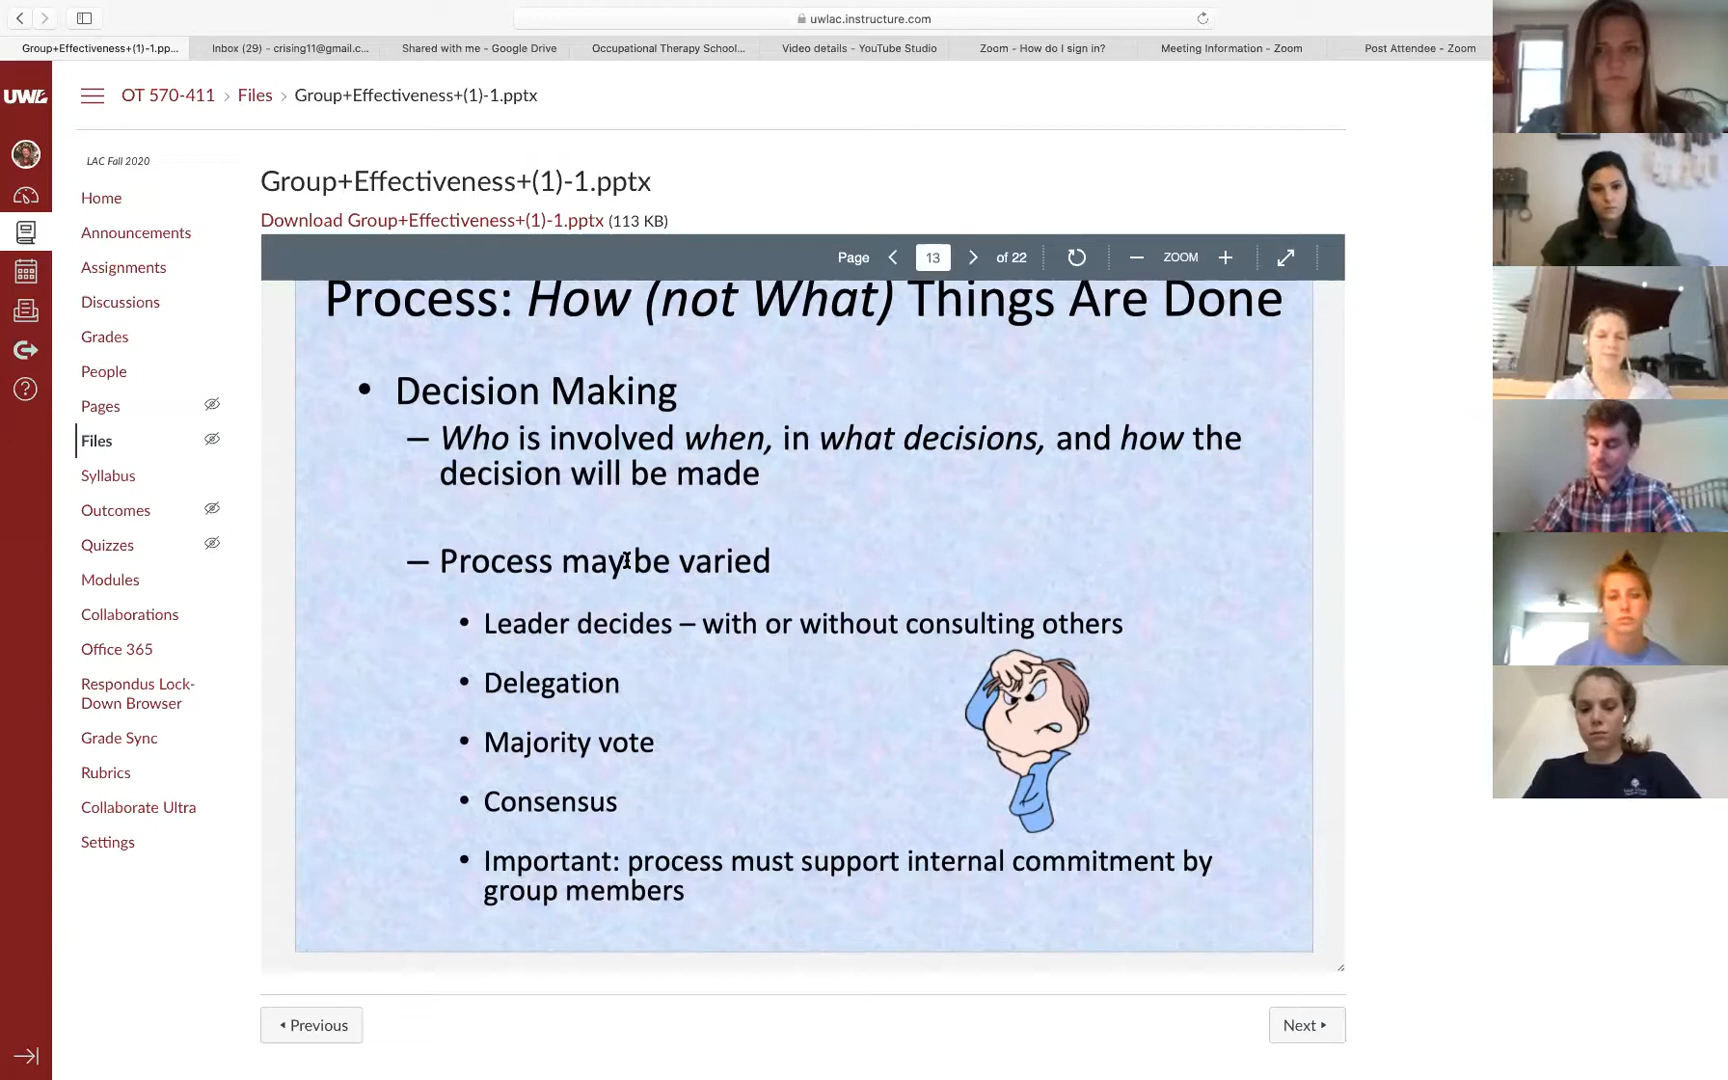 uwlac.instructure.com
Group+Effectiveness+(1)-1.pp...
Inbox (29) - crising11@gmail.c...
Shared with me - Google Drive
Occupational Therapy School...
Video details - YouTube Studio
Zoom - How do I sign in?
Meeting Information - Zoom
Post Attendee - Zoom
UWL
OT 570-411 › Files › Group+Effectiveness+(1)-1.pptx
LAC Fall 2020
Home
Announcements
Assignments
Discussions
Grades
People
Pages
Files
Syllabus
Outcomes
Quizzes
Modules
Collaborations
Office 365
Respondus Lock-
Down Browser
Grade Sync
Rubrics
Collaborate Ultra
Settings
Group+Effectiveness+(1)-1.pptx
Download Group+Effectiveness+(1)-1.pptx (113 KB)
Page 13 of 22 ZOOM
Process: How (not What) Things Are Done
• Decision Making
– Who is involved when, in what decisions, and how the
decision will be made
– Process may be varied
• Leader decides – with or without consulting others
• Delegation
• Majority vote
• Consensus
• Important: process must support internal commitment by
group members
Previous
Next